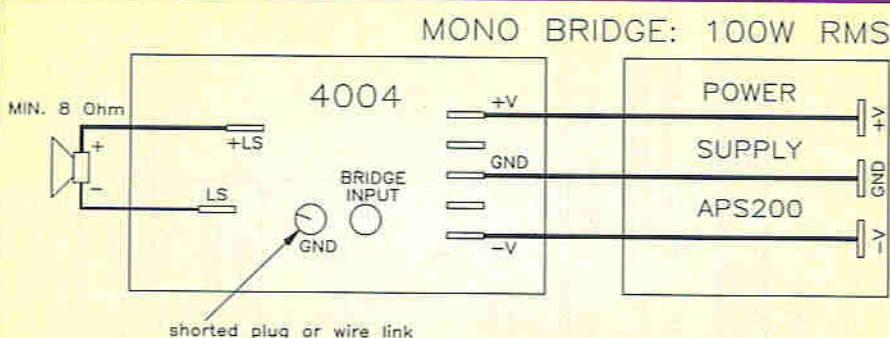 MONO BRIDGE: 100W RMS
MIN. 8 Ohm
4004
+V
POWER
+V
+
+LS
SUPPLY
GND
GND
BRIDGE
INPUT
-
LS
APS200
GND
-V
-V
shorted plug or wire link